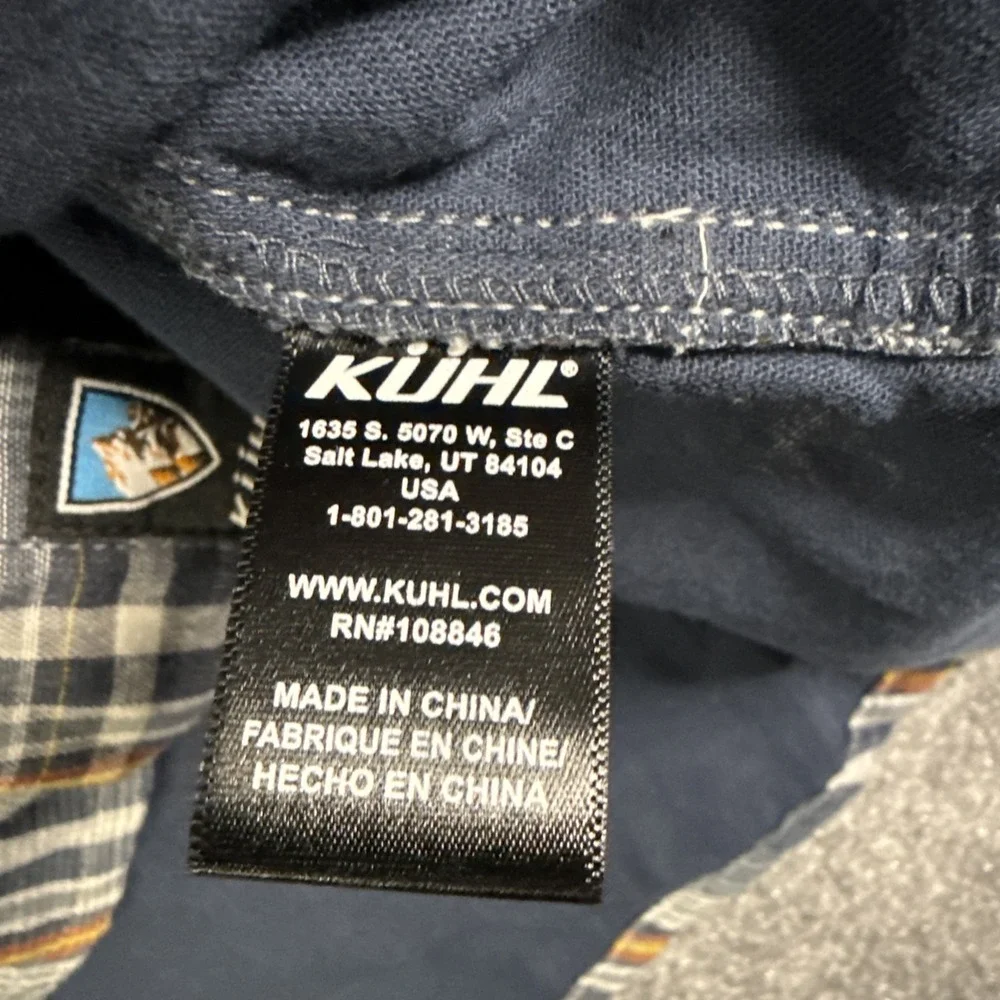 KÜHL®
1635 S. 5070 W, Ste C
Salt Lake, UT 84104
USA
1-801-281-3185
WWW.KUHL.COM
RN#108846
MADE IN CHINA/
FABRIQUE EN CHINE/
HECHO EN CHINA